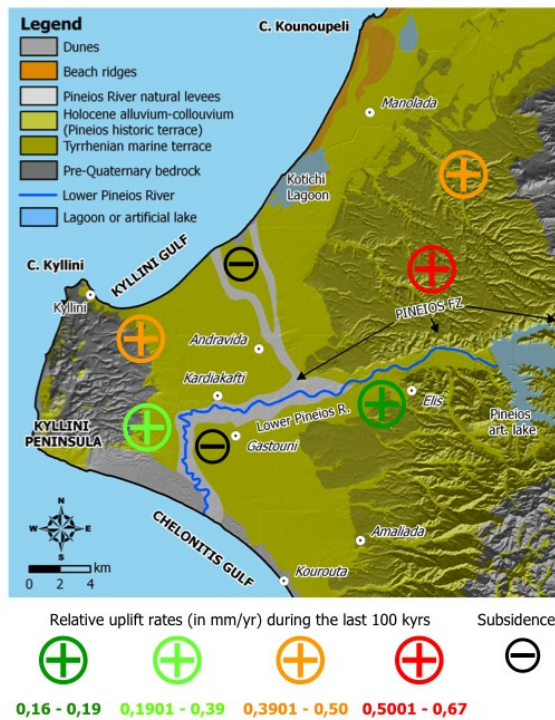 Legend
Dunes
Beach ridges
Pineios River natural levees
Holocene alluvium-collouvium
(Pineios historic terrace)
Tyrrhenian marine terrace
Pre-Quaternary bedrock
Lower Pineios River
Lagoon or artificial lake
C. Kounoupeli
Manolada
Kotichi
Lagoon
KYLLINI GULF
C. Kyllini
Kyllini
PINEIOS FZ
Andravida
Kardiakafti
Elis
Lower Pineios R.
Pineios
art. lake
KYLLINI
PENINSULA
Gastouni
N
W
E
S
CHELONITIS GULF
Amaliada
Kourouta
0 2 4
km
Relative uplift rates (in mm/yr) during the last 100 kyrs
Subsidence
0,16 - 0,19
0,1901 - 0,39
0,3901 - 0,50
0,5001 - 0,67